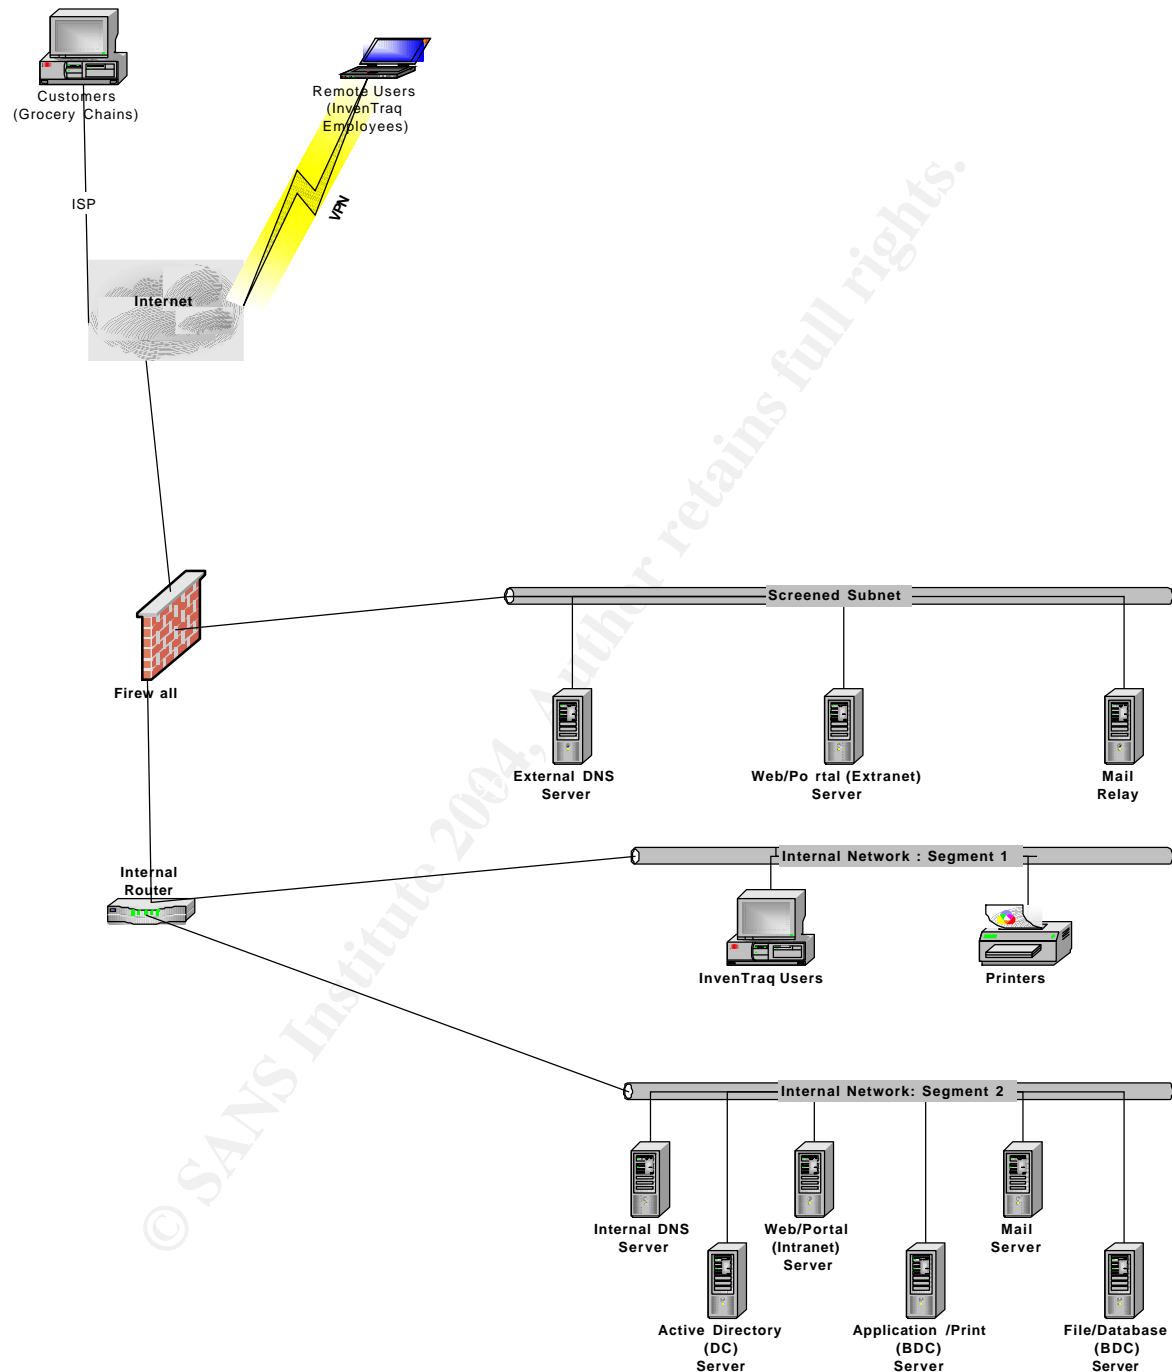 Customers
(Grocery Chains)
Remote Users
(InvenTraq
Employees)
ISP
VPN
Internet
Firew all
Screened Subnet
External DNS
Server
Web/Po rtal (Extranet)
Server
Mail
Relay
Internal
Router
Internal Network : Segment 1
InvenTraq Users
Printers
Internal Network: Segment 2
Internal DNS
Server
Web/Portal
(Intranet)
Server
Mail
Server
Active Directory
(DC)
Server
Application /Print
(BDC)
Server
File/Database
(BDC)
Server
© SANS Institute 2004, Author retains full rights.